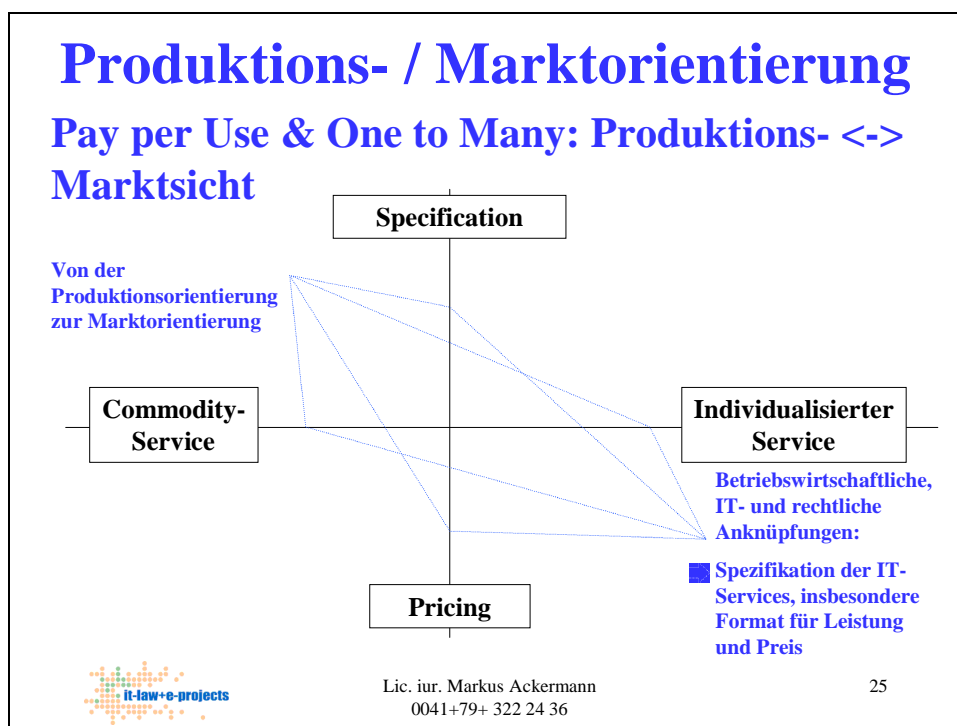 Produktions- / Marktorientierung
Pay per Use & One to Many: Produktions- <->
Marktsicht
Specification
Von der
Produktionsorientierung
zur Marktorientierung
Commodity-
Service
Individualisierter
Service
Betriebswirtschaftliche,
IT- und rechtliche
Anknüpfungen:
Spezifikation der IT-
Services, insbesondere
Format für Leistung
und Preis
Pricing
it-law+e-projects
Lic. iur. Markus Ackermann
0041+79+ 322 24 36
25